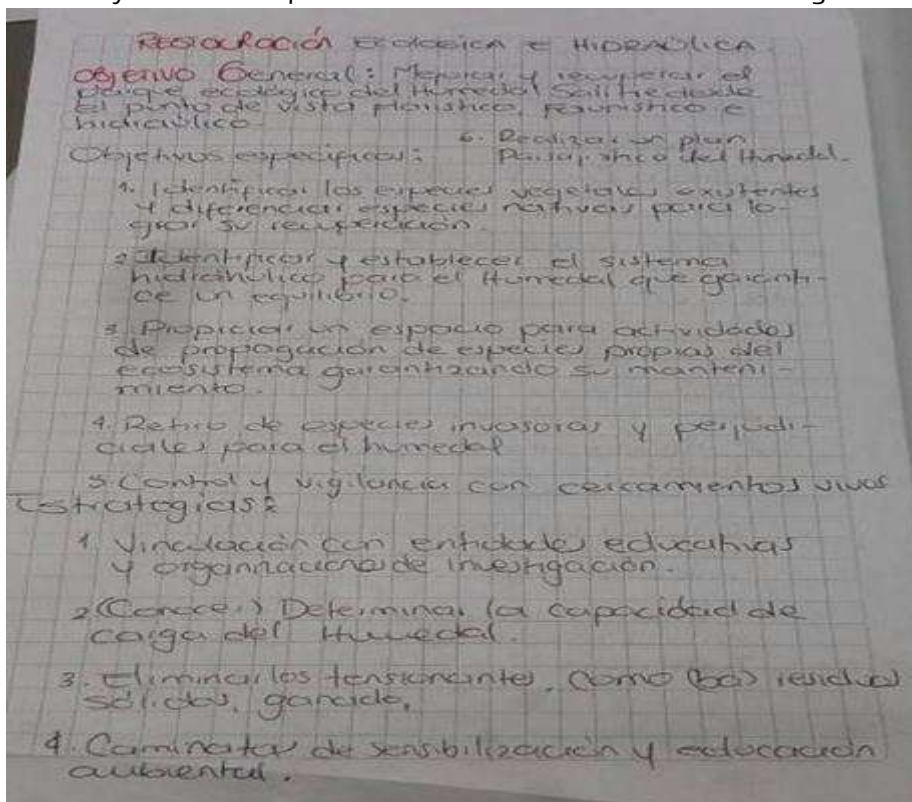 Restauración ecológica e HIDRAÚLICA
Objetivo General: Mejorar y recuperar el
parque ecológico del Humedal Salitre desde
El punto de vista florístico, faunístico e
hidraúlico.
6. Realizar un plan
Paisajístico del Humedal.
Objetivos especificos:
1. Identificar las especies vegetales existentes
y diferenciar especies nativas para lo-
grar su recuperación.
2. Identificar y establecer el sistema
para el Humedal que garanti-
ce un equilibrio.
3. Propiciar un espacio para actividades
de propagación de especies propias del
ecosistema garantizando su manteni-
miento.
4. Retiro de especies invasoras y perjudi-
ciales para el humedal
5. Control y vigilancia con cercamientos vivos
Estrategias:
1 Vinculación con entidades educativas
y de investigación.
2 (Conocer) Determinar la capacidad de
carga del Humedal.
3. Eliminar los tensionantes, como residuos
sólidos, ganado,
4. Caminatas de sensibilización y educación
ambiental.